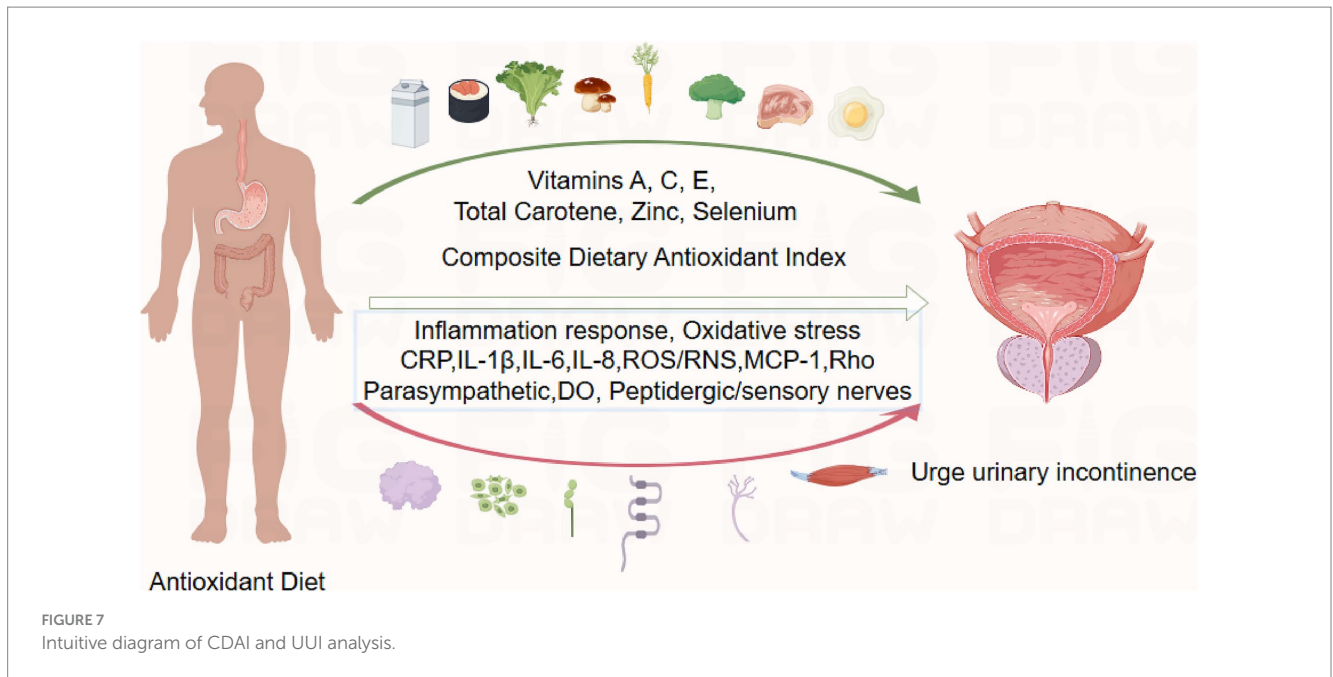 Vitamins A, C, E,
Total Carotene, Zinc, Selenium
Composite Dietary Antioxidant Index
Inflammation response, Oxidative stress
CRP,IL-1β,IL-6,IL-8,ROS/RNS,MCP-1,Rho
Parasympathetic,DO, Peptidergic/sensory nerves
Urge urinary incontinence
Antioxidant Diet
FIGURE 7
Intuitive diagram of CDAI and UUI analysis.